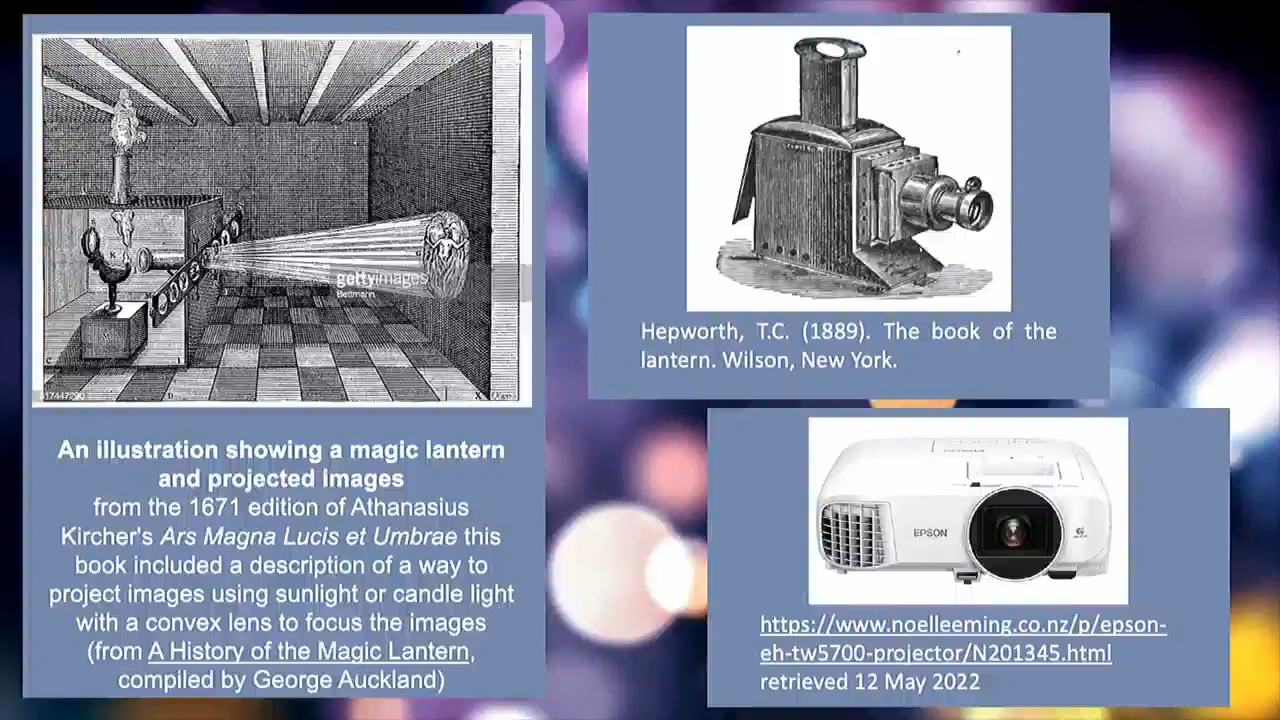 gettyimages
Bettmann
An illustration showing a magic lantern
and projected images
from the 1671 edition of Athanasius
Kircher's Ars Magna Lucis et Umbrae this
book included a description of a way to
project images using sunlight or candle light
with a convex lens to focus the images
(from A History of the Magic Lantern,
compiled by George Auckland)
Hepworth, T.C. (1889). The book of the
lantern. Wilson, New York.
EPSON
https://www.noelleeming.co.nz/p/epson-
eh-tw5700-projector/N201345.html
retrieved 12 May 2022